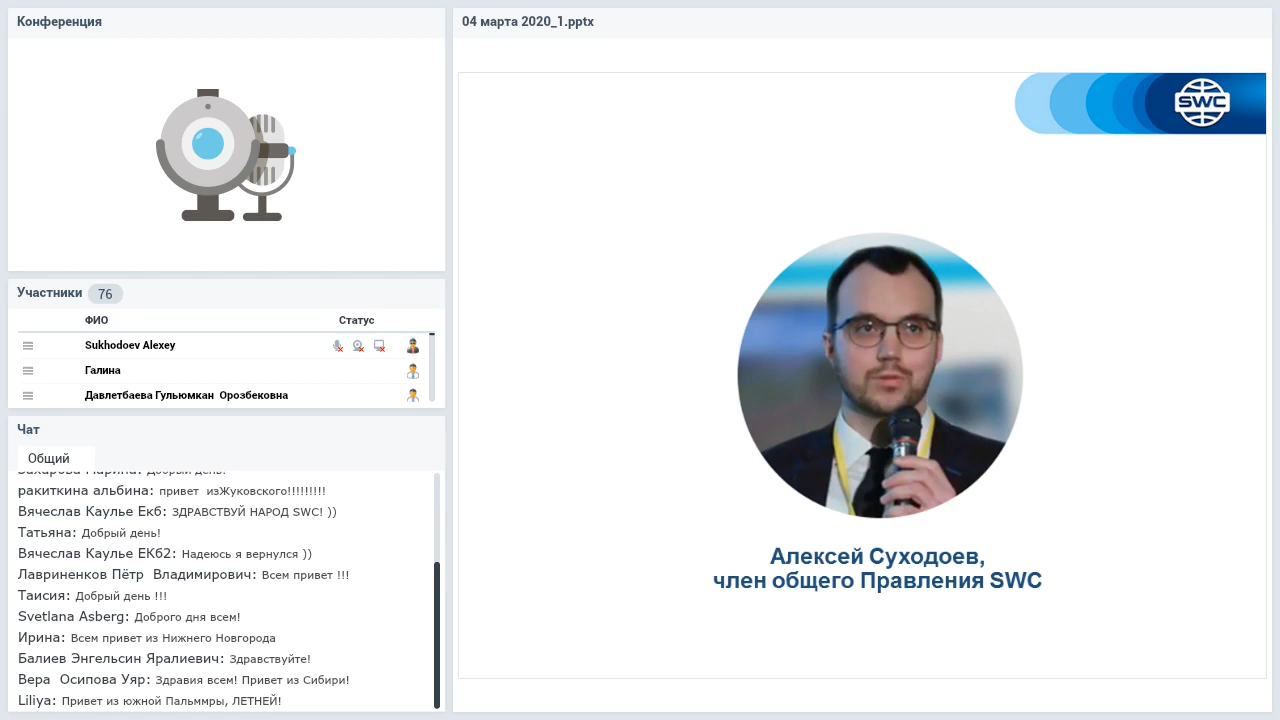 Конференция
Участники 76
ФИО Статус
Sukhodoev Alexey
Галина
Давлетбаева Гульюмкан Орозбековна
Чат
Общий
Захарова Марина: Добрый день!
ракиткина альбина: привет изЖуковского!!!!!!!!!
Вячеслав Каулье Екб: ЗДРАВСТВУЙ НАРОД SWC! ))
Татьяна: Добрый день!
Вячеслав Каулье ЕКб2: Надеюсь я вернулся ))
Лавриненков Пётр Владимирович: Всем привет !!!
Таисия: Добрый день !!!
Svetlana Asberg: Доброго дня всем!
Ирина: Всем привет из Нижнего Новгорода
Балиев Энгельсин Яралиевич: Здравствуйте!
Вера Осипова Уяр: Здравия всем! Привет из Сибири!
Liliya: Привет из южной Пальммры, ЛЕТНЕЙ!
04 марта 2020_1.pptx
SWC
Алексей Суходоев,
член общего Правления SWC